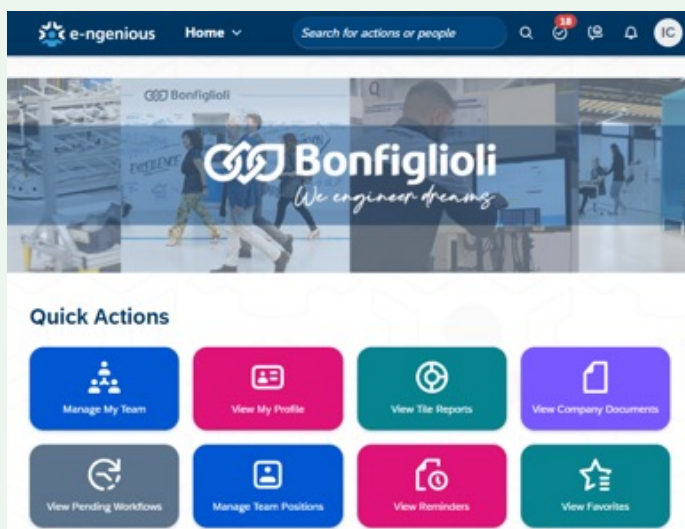 e-ngenious Home Search for actions or people 18 IC
Bonfiglioli
Q
EXPERIENCE
Bonfiglioli
We engineer dreams
Quick Actions
Manage My Team View My Profile View Tile Reports View Company Documents
View Pending Workflows Manage Team Positions View Reminders View Favorites